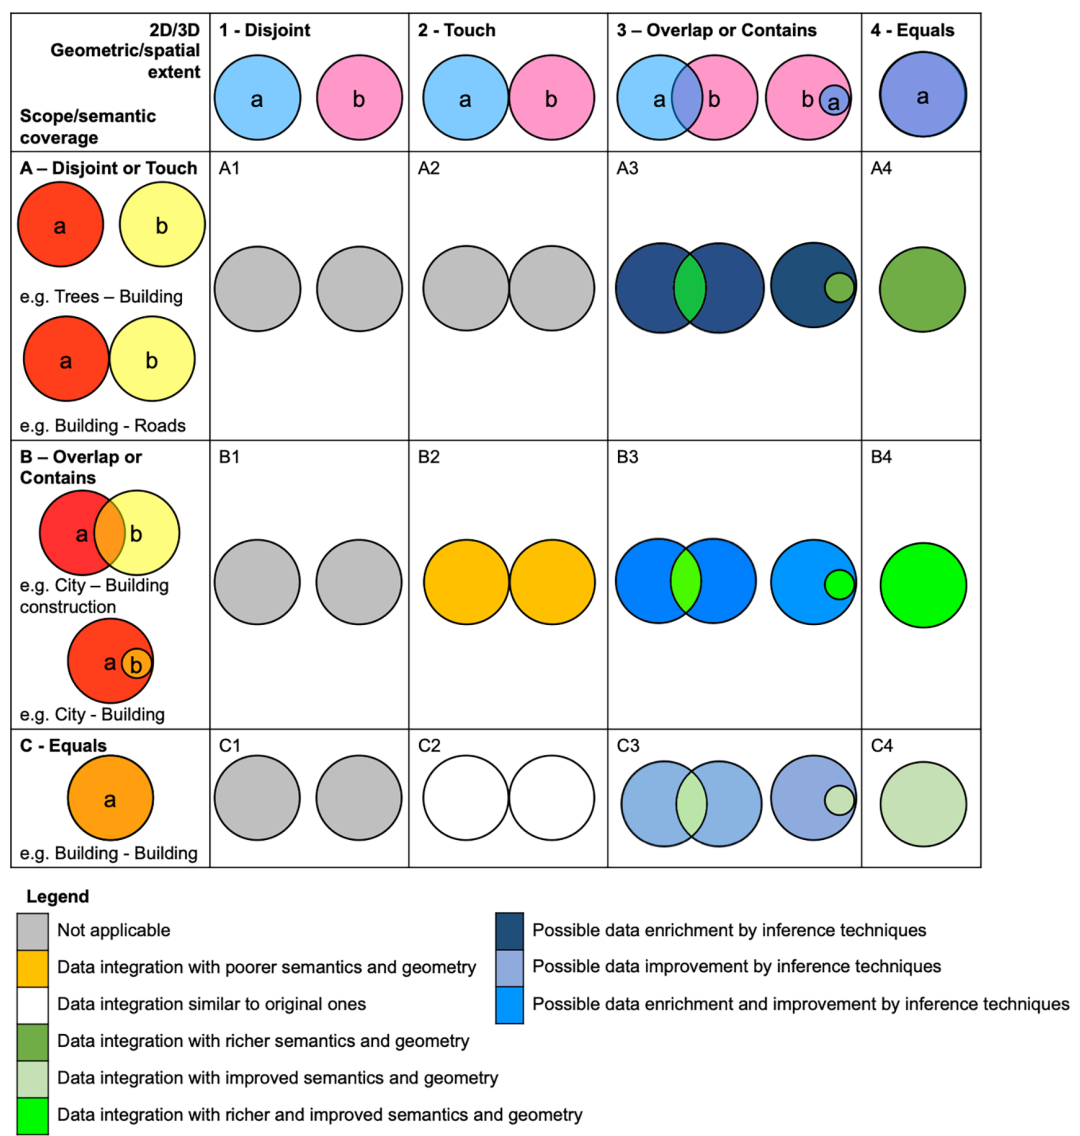 2D/3D
Geometric/spatial
extent
Scope/semantic
coverage
1 - Disjoint
a
b
2 - Touch
a
b
3 – Overlap or Contains
a
b
b
a
4 - Equals
a
A – Disjoint or Touch
a
b
e.g. Trees – Building
a
b
e.g. Building - Roads
A1
A2
A3
A4
B – Overlap or
Contains
a
b
e.g. City – Building
construction
a
b
e.g. City - Building
B1
B2
B3
B4
C - Equals
a
e.g. Building - Building
C1
C2
C3
C4
Legend
Not applicable
Data integration with poorer semantics and geometry
Data integration similar to original ones
Data integration with richer semantics and geometry
Data integration with improved semantics and geometry
Data integration with richer and improved semantics and geometry
Possible data enrichment by inference techniques
Possible data improvement by inference techniques
Possible data enrichment and improvement by inference techniques